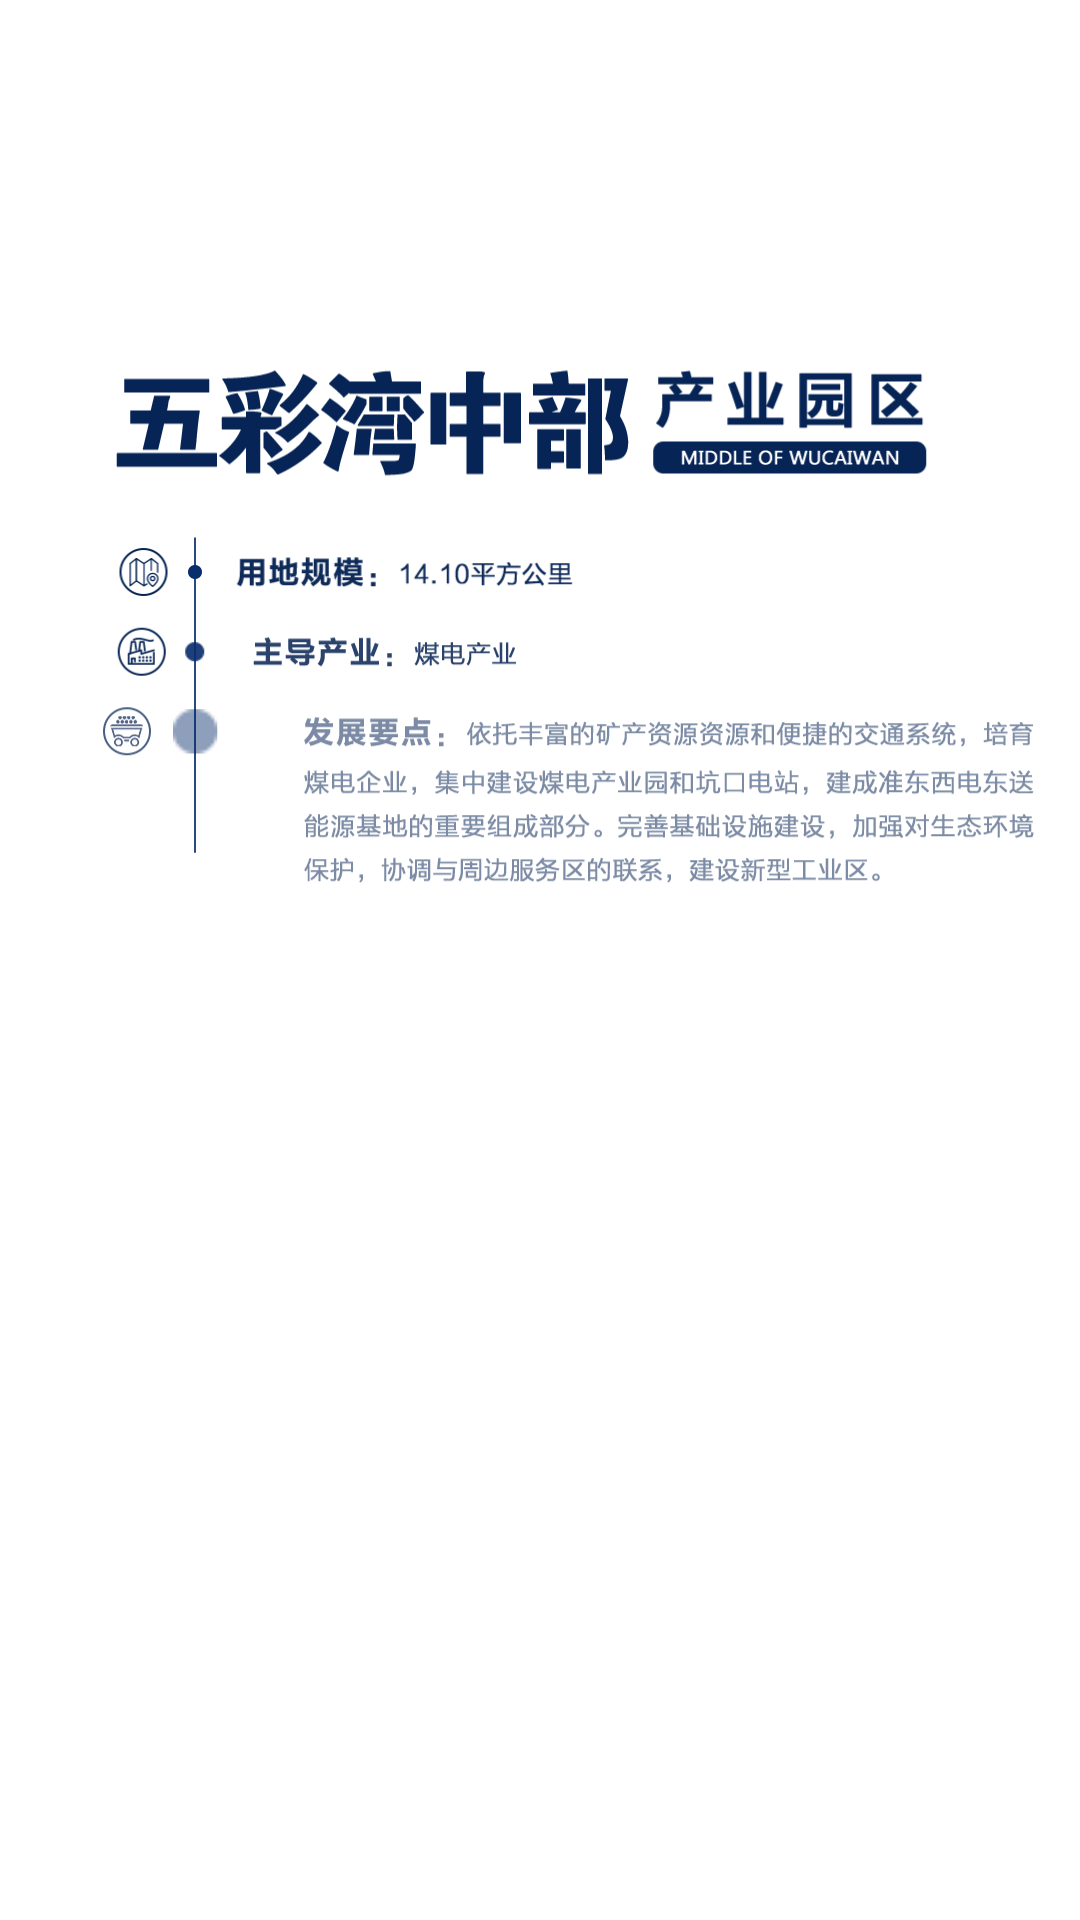 五彩湾中部 产业园区
MIDDLE OF WUCAIWAN
用地规模：14.10平方公里
主导产业：煤电产业
发展要点：依托丰富的矿产资源资源和便捷的交通系统，培育
煤电企业，集中建设煤电产业园和坑口电站，建成准东西电东送
能源基地的重要组成部分。完善基础设施建设，加强对生态环境
保护，协调与周边服务区的联系，建设新型工业区。